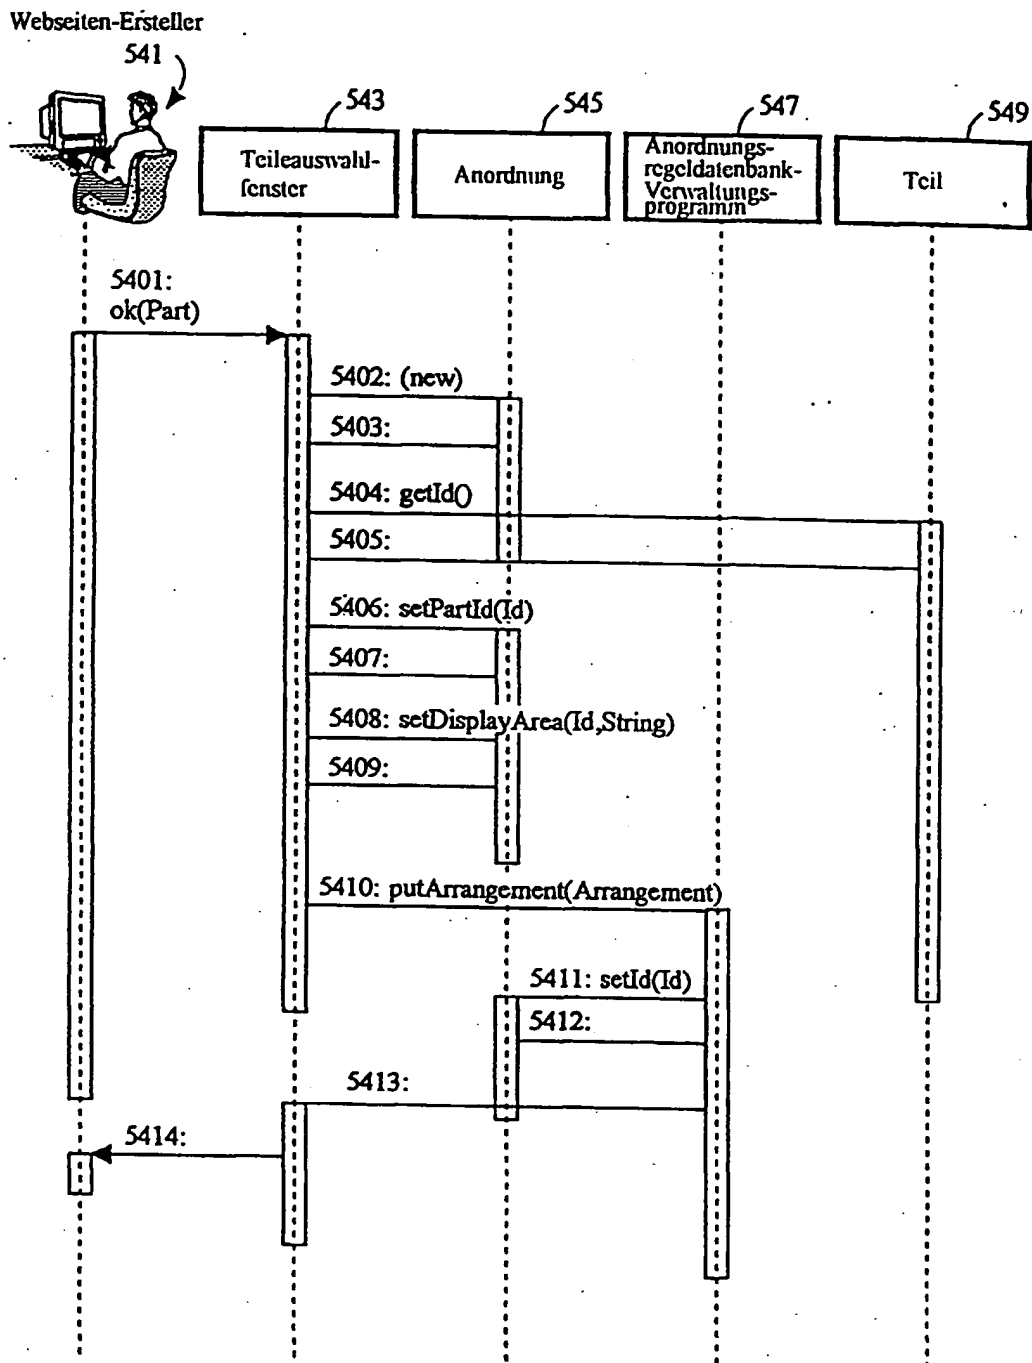 Webseiten-Ersteller
541
543
545
547
549
Teileauswahl-
fenster
Anordnung
Anordnungs-
regeldatenbank-
Verwaltungs-
programm
Teil
5401:
ok(Part)
5402: (new)
5403:
5404: getId()
5405:
5406: setPartId(Id)
5407:
5408: setDisplayArea(Id,String)
5409:
5410: putArrangement(Arrangement)
5411: setId(Id)
5412:
5413:
5414: